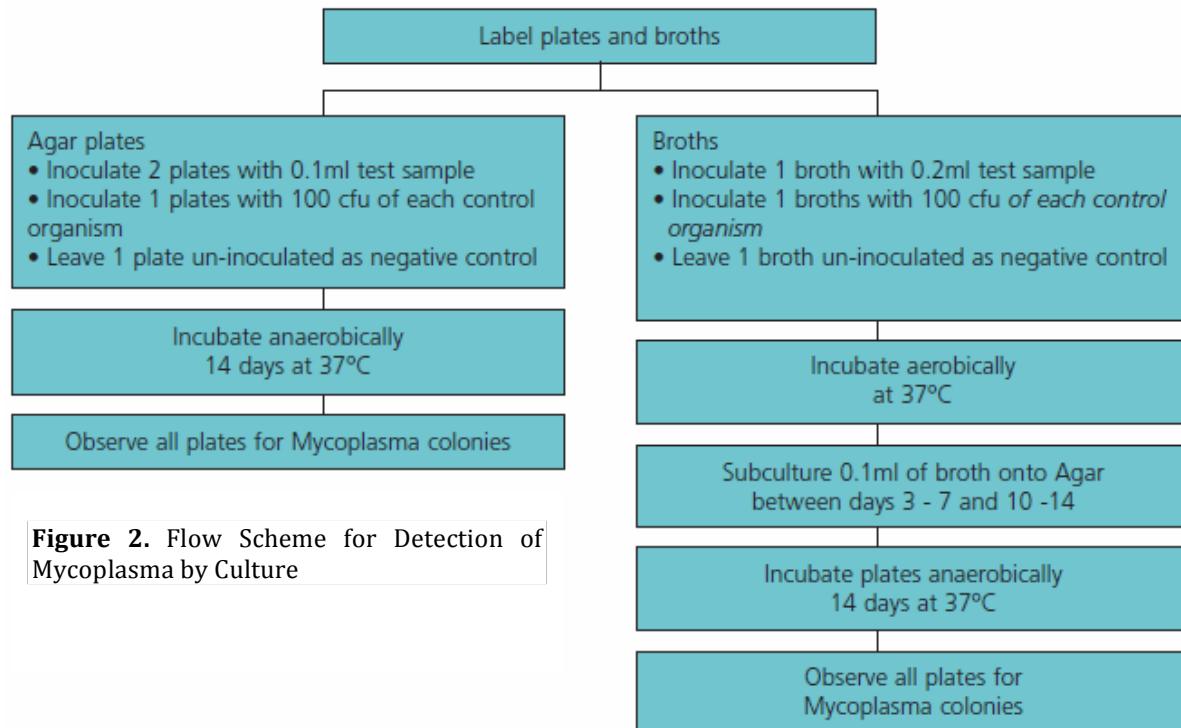 Label plates and broths
Agar plates
• Inoculate 2 plates with 0.1ml test sample
• Inoculate 1 plates with 100 cfu of each control
organism
• Leave 1 plate un-inoculated as negative control
Incubate anaerobically
14 days at 37ºC
Observe all plates for Mycoplasma colonies
Broths
• Inoculate 1 broth with 0.2ml test sample
• Inoculate 1 broths with 100 cfu of each control
organism
• Leave 1 broth un-inoculated as negative control
Incubate aerobically
at 37ºC
Subculture 0.1ml of broth onto Agar
between days 3 - 7 and 10 -14
Incubate plates anaerobically
14 days at 37ºC
Observe all plates for
Mycoplasma colonies
Figure 2. Flow Scheme for Detection of
Mycoplasma by Culture